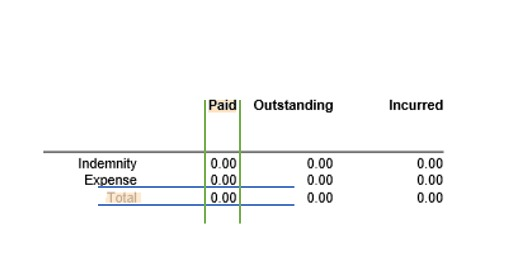 Paid Outstanding Incurred
Indemnity 0.00 0.00 0.00
Expense 0.00 0.00 0.00
Total 0.00 0.00 0.00